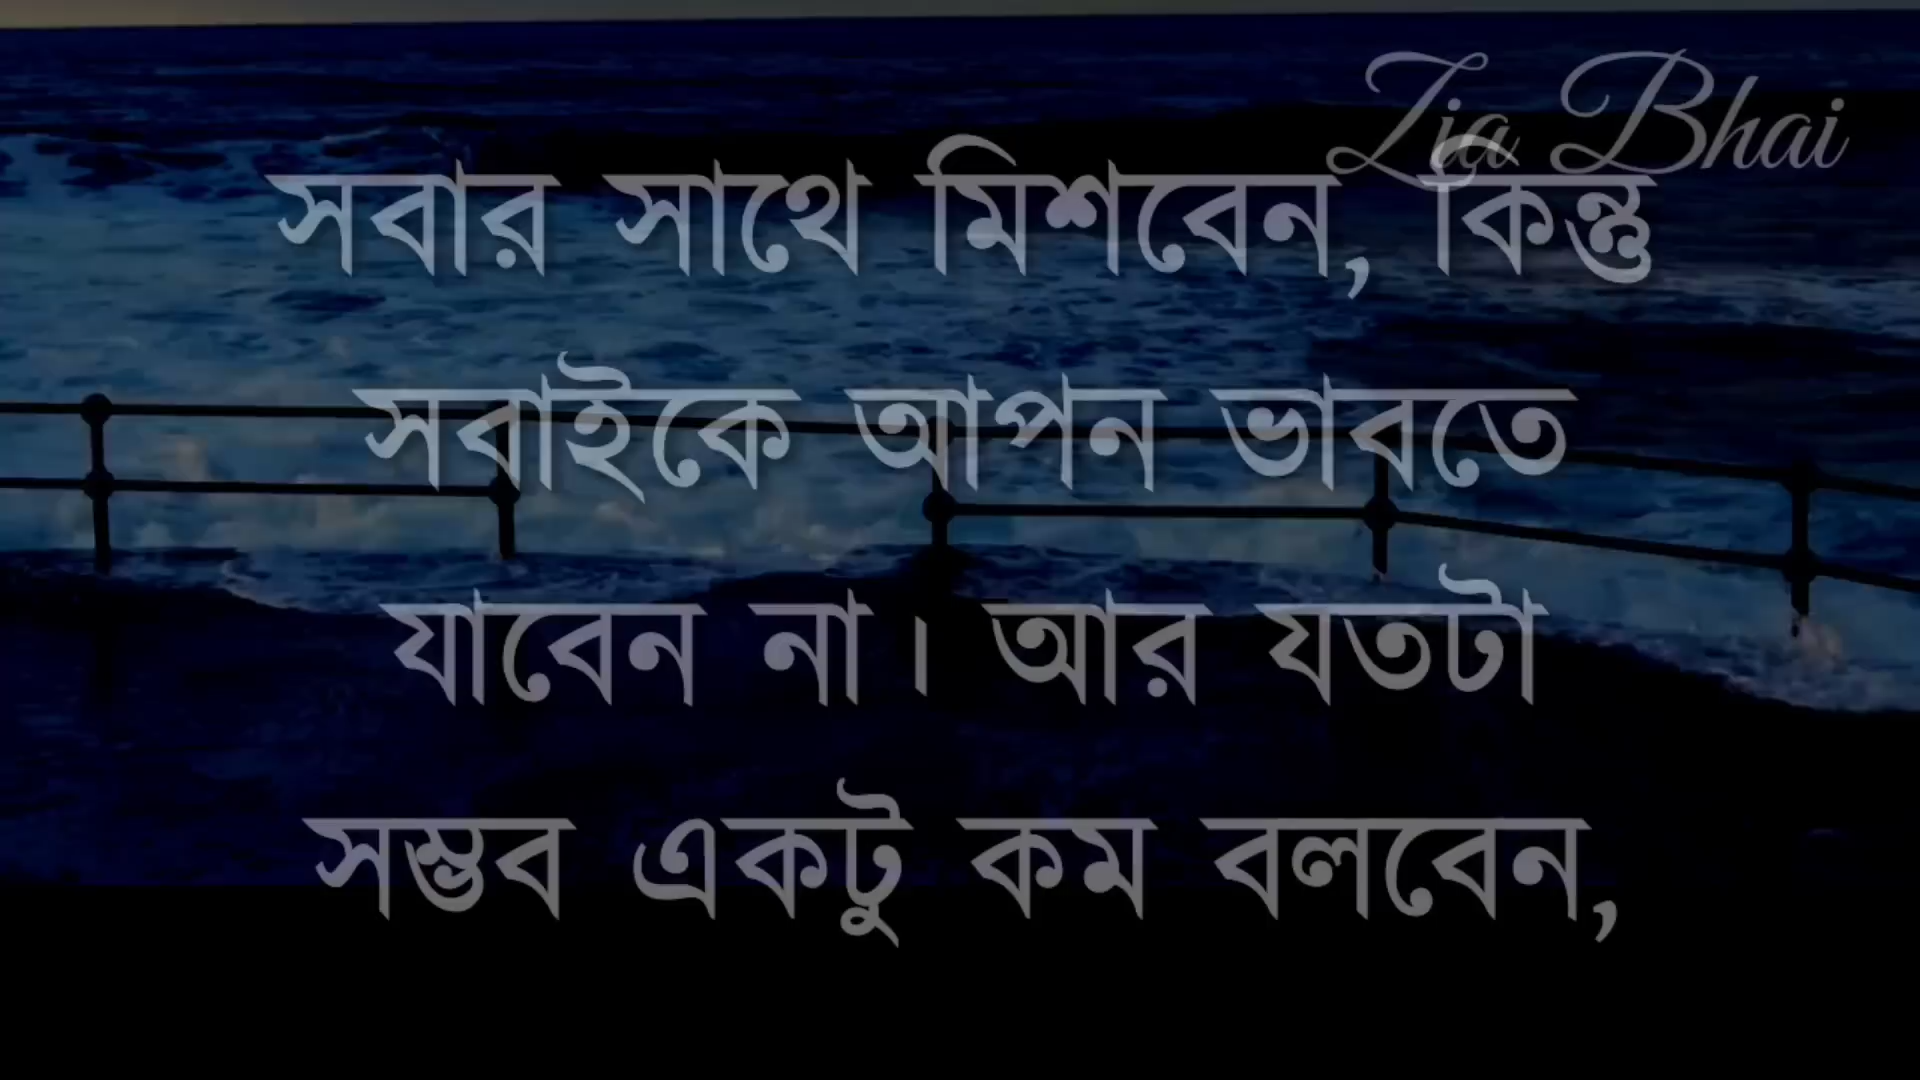 Zia Bhai
সবার সাথে মিশবেন, কিন্তু
সবাইকে আপন ভাবতে
যাবেন না। আর যতটা
সম্ভব একটু কম বলবেন,